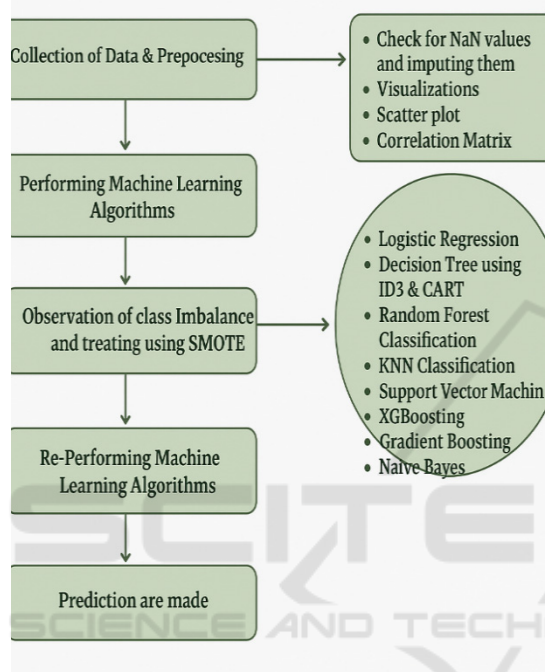 Collection of Data & Prepocesing
• Check for NaN values
and imputing them
• Visualizations
• Scatter plot
• Correlation Matrix
Performing Machine Learning
Algorithms
Observation of class Imbalance
and treating using SMOTE
• Logistic Regression
• Decision Tree using
ID3 & CART
• Random Forest
Classification
• KNN Classification
• Support Vector Machin
• XGBoosting
• Gradient Boosting
• Naive Bayes
Re-Performing Machine
Learning Algorithms
Prediction are made
SCITE
SCIENCE AND TECH